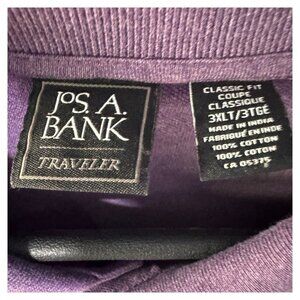 JOS. A.
BANK
TRAVELER
CLASSIC FIT
COUPE
CLASSIQUE
3XLT/3TGE
MADE IN INDIA
FABRIQUÉ EN INDE
100% COTTON
100% COTON
CA 05375